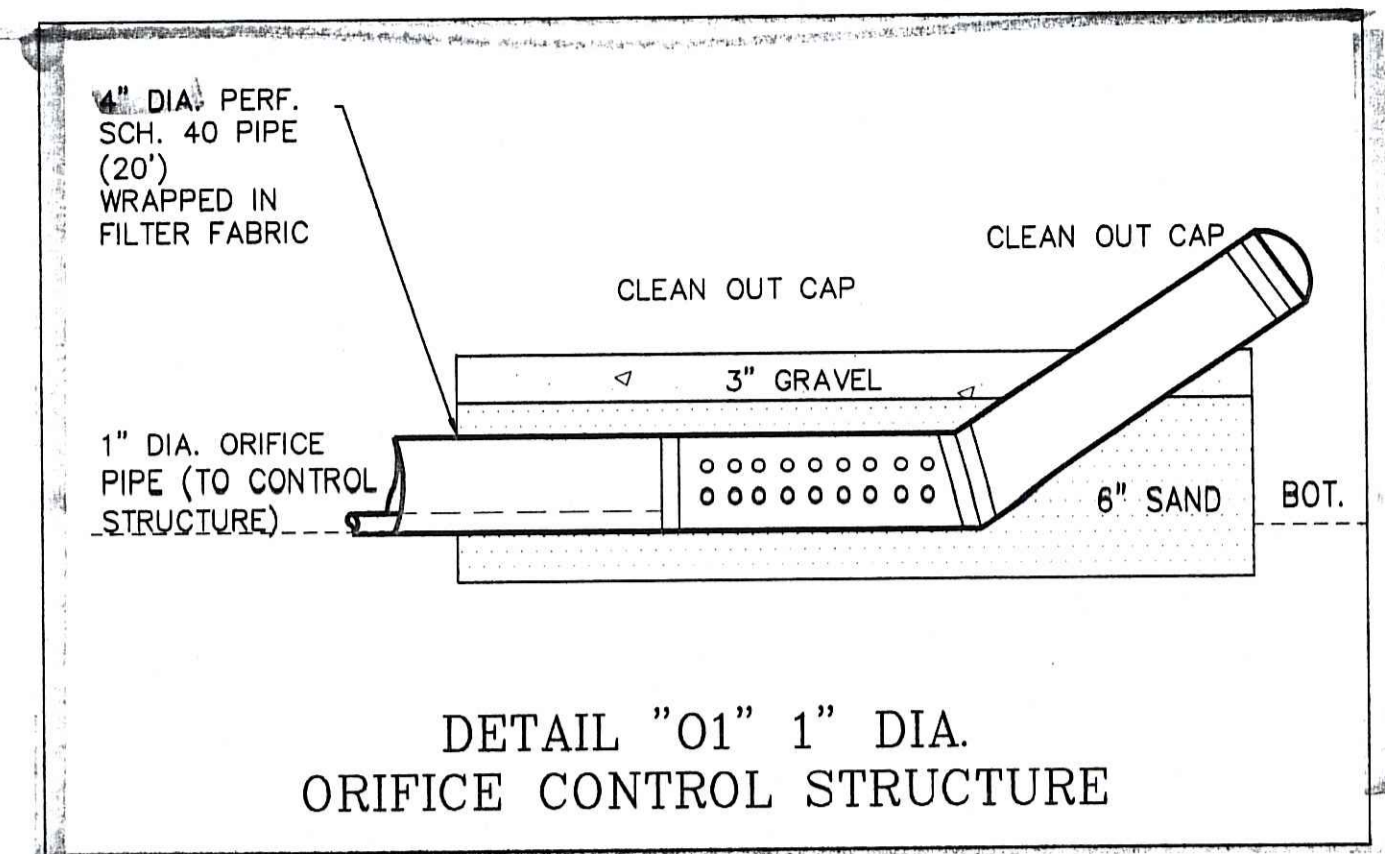 4" DIA. PERF.
SCH. 40 PIPE
(20')
WRAPPED IN
FILTER FABRIC
CLEAN OUT CAP
CLEAN OUT CAP
3" GRAVEL
1" DIA. ORIFICE
PIPE (TO CONTROL
STRUCTURE)
6" SAND
BOT.
DETAIL "O1" 1" DIA.
ORIFICE CONTROL STRUCTURE